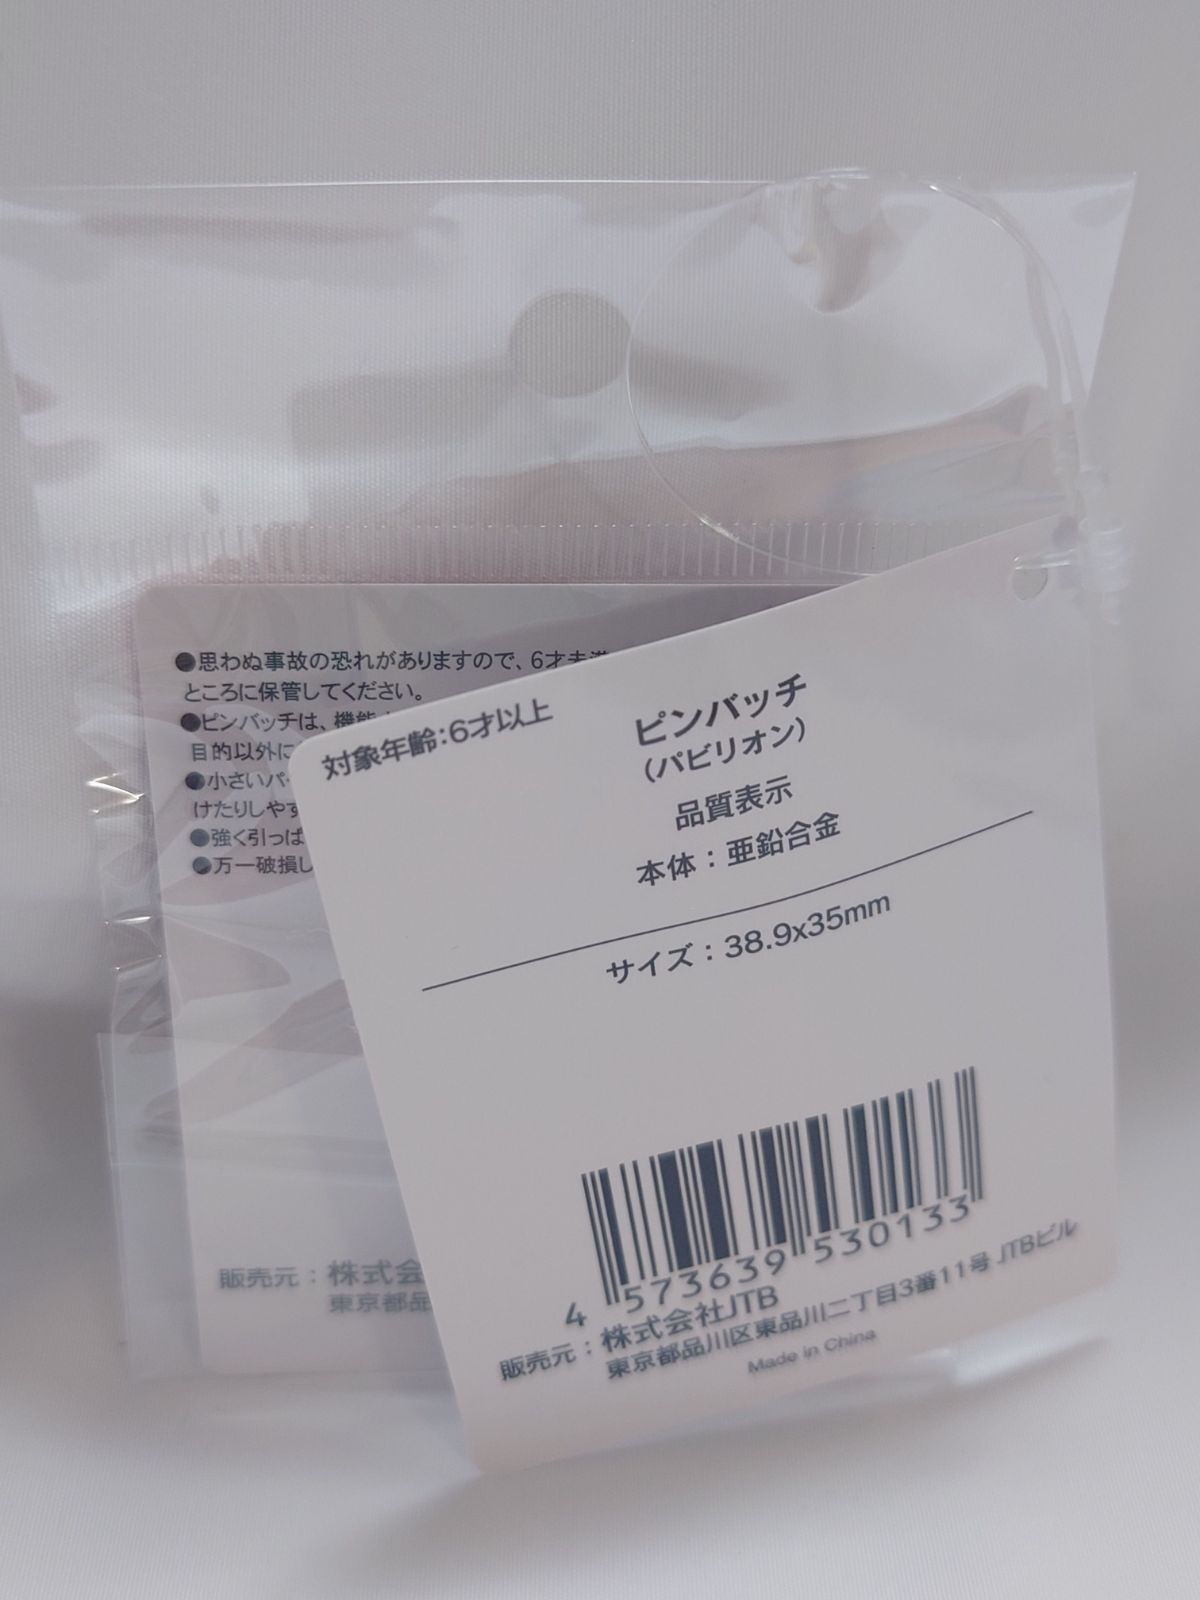 ●思わぬ事故の恐れがありますので、6才未満
ところに保管してください。
●ピンバッチは、機能
目的以外に
●小さいパ
けたりしやす
●強く引っぱ
●万一破損し
販売元：株式会
東京都品
対象年齢:6才以上
ピンバッチ
（パビリオン）
品質表示
本体：亜鉛合金
サイズ：38.9x35mm
4 573639 530133
販売元：株式会社JTB
東京都品川区東品川二丁目3番11号 JTBビル
Made in China